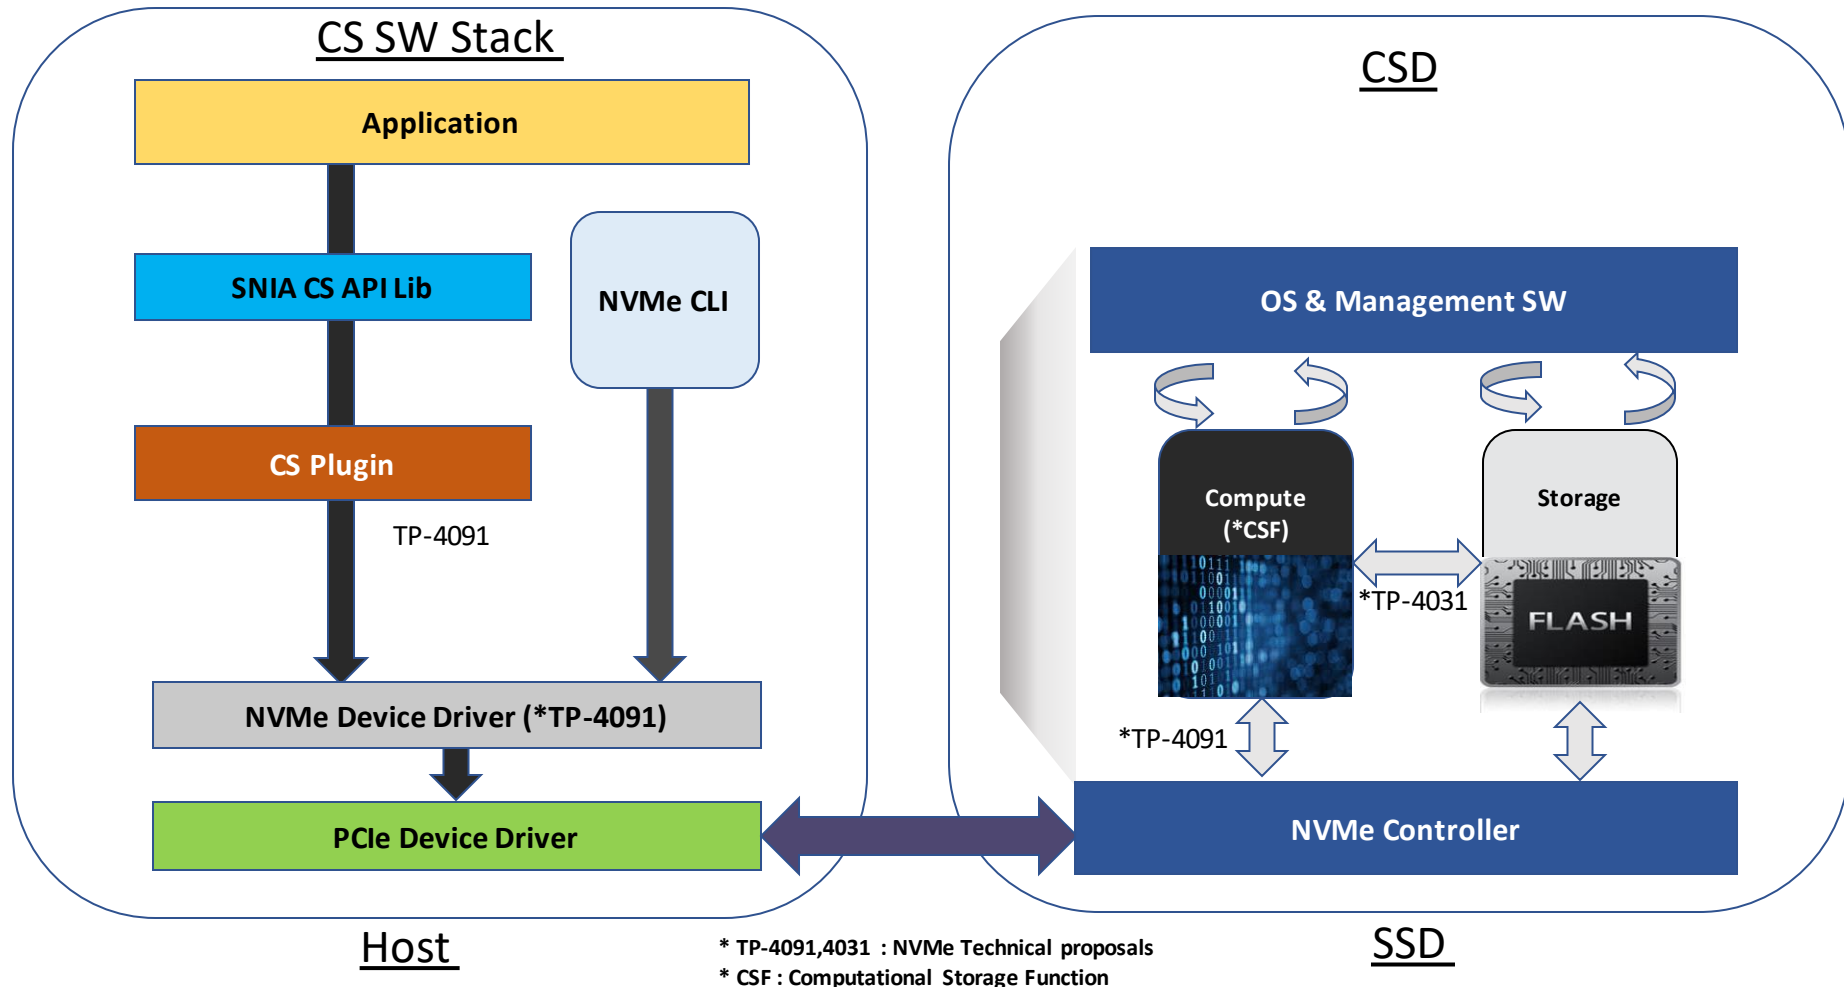 CS SW Stack
Application
SNIA CS API Lib
NVMe CLI
CS Plugin
TP-4091
NVMe Device Driver (*TP-4091)
PCIe Device Driver
Host
CSD
OS & Management SW
Compute
(*CSF)
Storage
*TP-4031
FLASH
*TP-4091
NVMe Controller
SSD
* TP-4091,4031 : NVMe Technical proposals
* CSF : Computational Storage Function